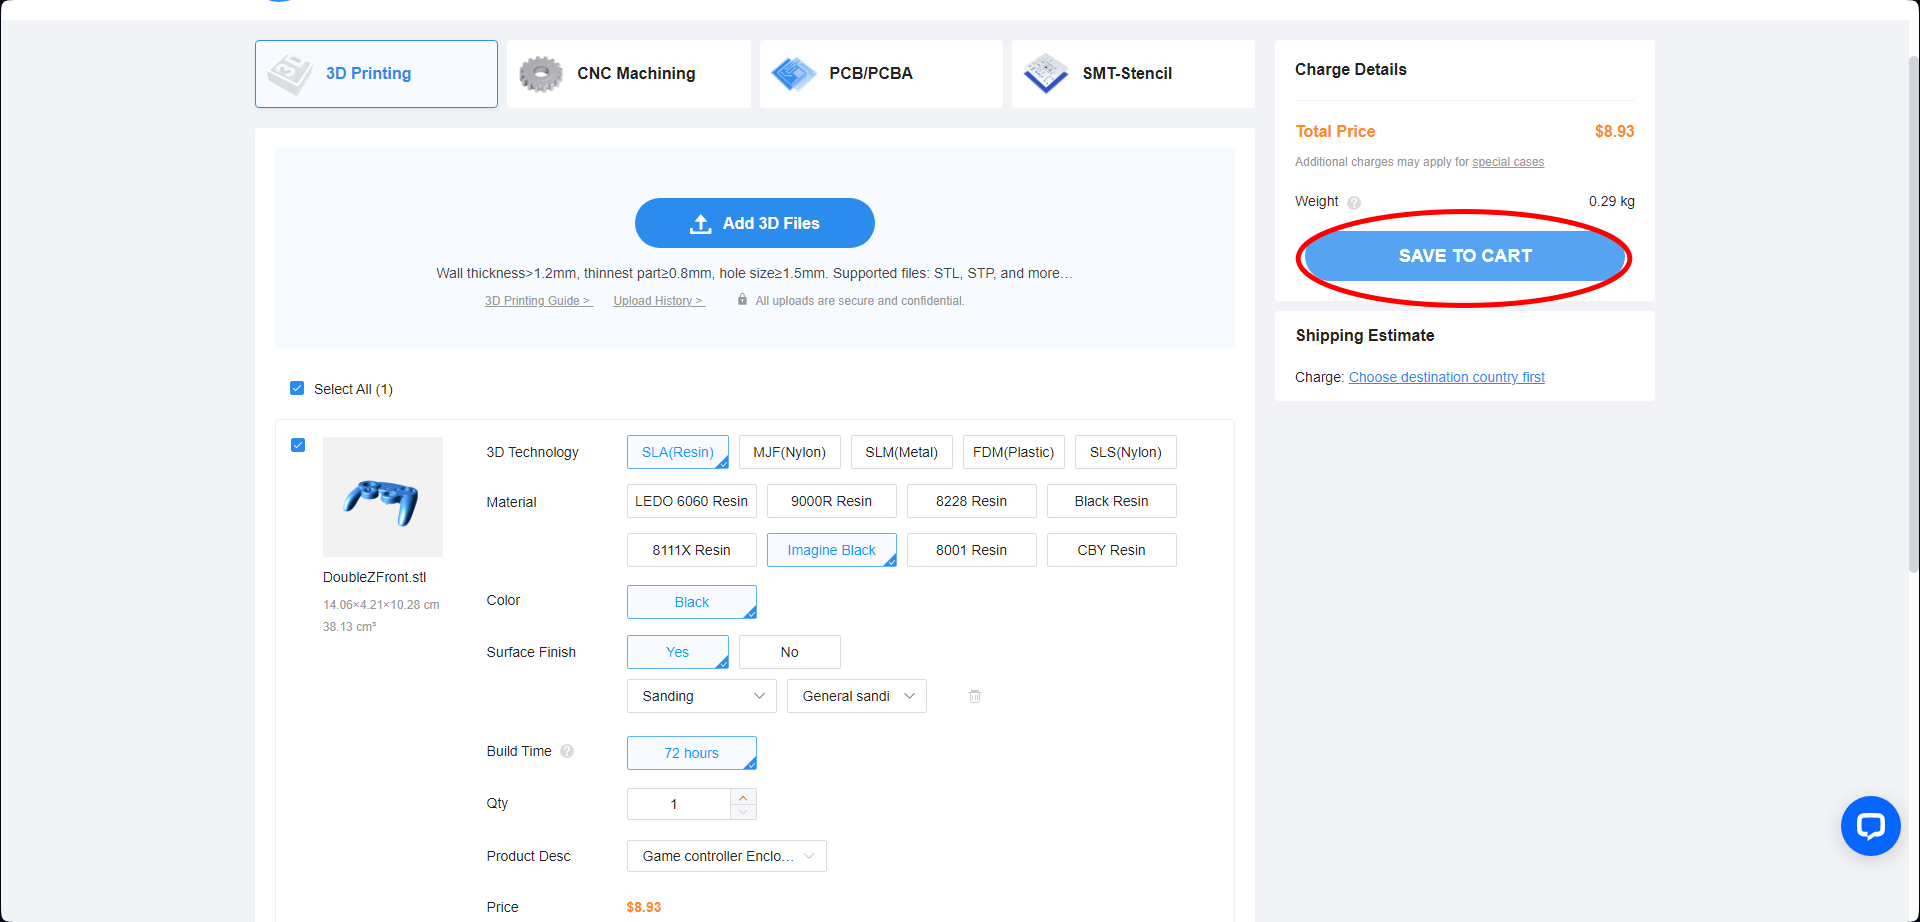 3D Printing
CNC Machining
PCB/PCBA
SMT-Stencil
Add 3D Files
Wall thickness>1.2mm, thinnest part≥0.8mm, hole size≥1.5mm. Supported files: STL, STP, and more…
3D Printing Guide >
Upload History >
All uploads are secure and confidential.
Select All (1)
DoubleZFront.stl
14.06×4.21×10.28 cm
38.13 cm³
3D Technology
SLA(Resin)
MJF(Nylon)
SLM(Metal)
FDM(Plastic)
SLS(Nylon)
Material
LEDO 6060 Resin
9000R Resin
8228 Resin
Black Resin
8111X Resin
Imagine Black
8001 Resin
CBY Resin
Color
Black
Surface Finish
Yes
No
Sanding
General sandi
Build Time ?
72 hours
Qty
1
Product Desc
Game controller Enclo…
Price
$8.93
Charge Details
Total Price
$8.93
Additional charges may apply for special cases
Weight ?
0.29 kg
SAVE TO CART
Shipping Estimate
Charge: Choose destination country first